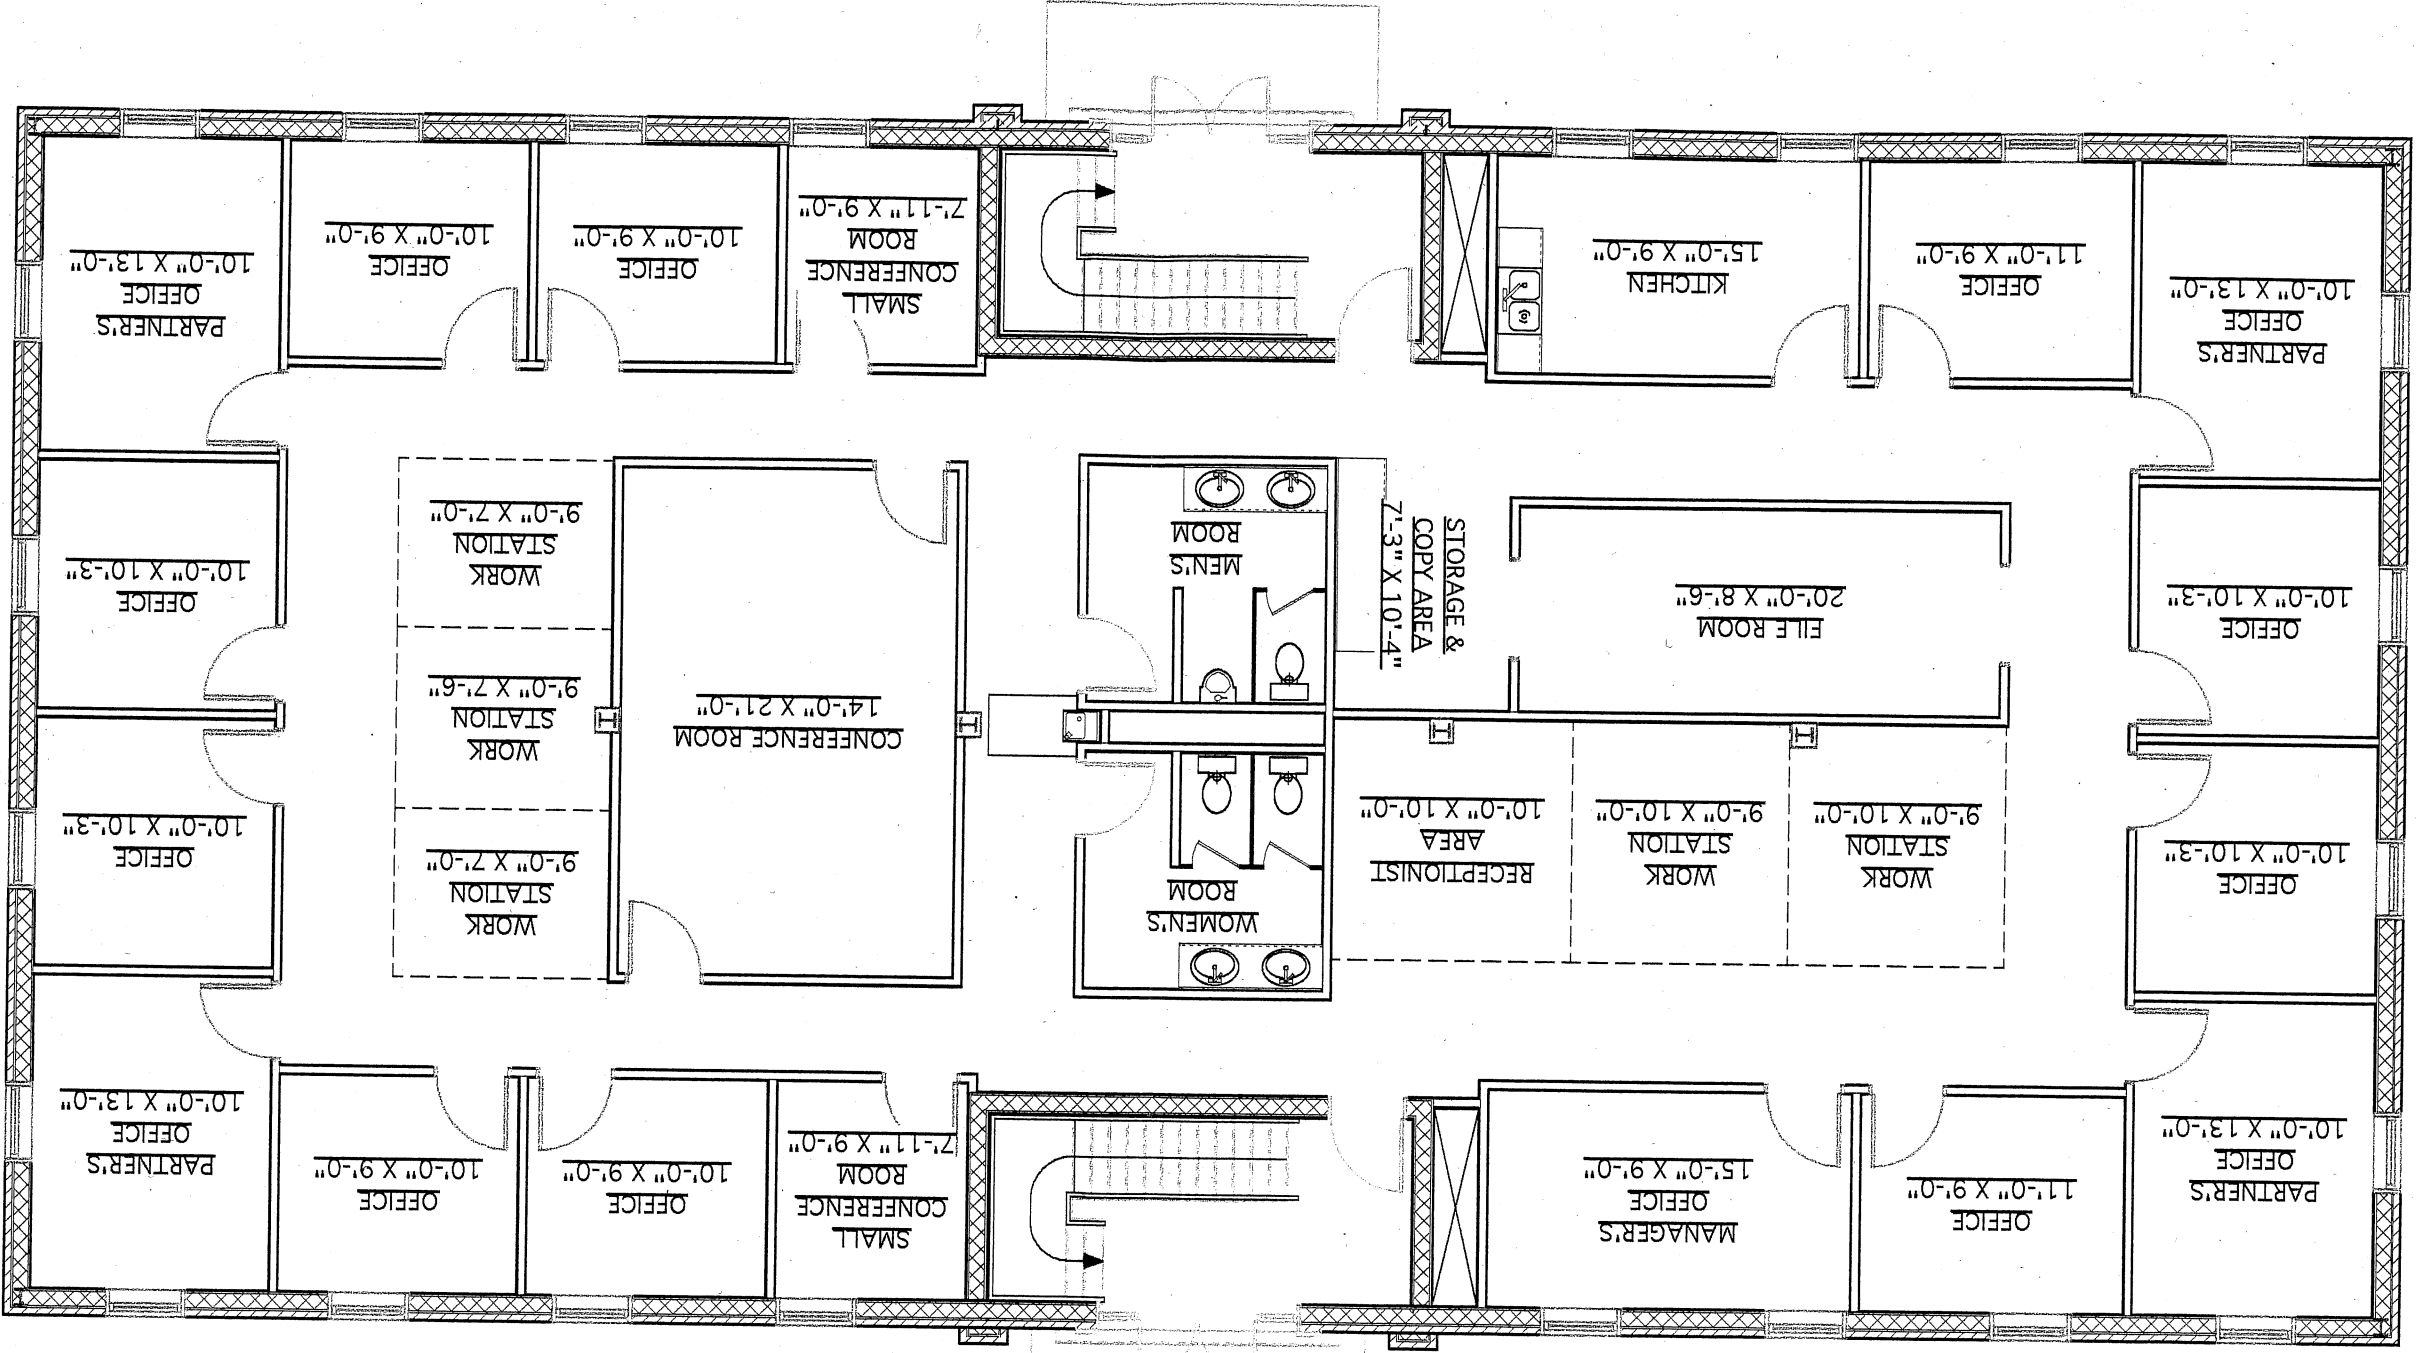 PARTNER'S
OFFICE
10'-0" X 13'-0"
OFFICE
11'-0" X 9'-0"
MANAGER'S
OFFICE
15'-0" X 9'-0"
SMALL
CONFERENCE
ROOM
7'-11" X 9'-0"
OFFICE
10'-0" X 9'-0"
OFFICE
10'-0" X 9'-0"
PARTNER'S
OFFICE
10'-0" X 13'-0"
OFFICE
10'-0" X 10'-3"
WORK
STATION
9'-0" X 10'-0"
WORK
STATION
9'-0" X 10'-0"
RECEPTIONIST
AREA
10'-0" X 10'-0"
WOMEN'S
ROOM
WORK
STATION
9'-0" X 7'-0"
OFFICE
10'-0" X 10'-3"
CONFERENCE ROOM
14'-0" X 21'-0"
WORK
STATION
9'-0" X 7'-6"
OFFICE
10'-0" X 10'-3"
FILE ROOM
20'-0" X 8'-6"
STORAGE &
COPY AREA
7'-3" X 10'-4"
MEN'S
ROOM
WORK
STATION
9'-0" X 7'-0"
OFFICE
10'-0" X 10'-3"
PARTNER'S
OFFICE
10'-0" X 13'-0"
OFFICE
11'-0" X 9'-0"
KITCHEN
15'-0" X 9'-0"
SMALL
CONFERENCE
ROOM
7'-11" X 9'-0"
OFFICE
10'-0" X 9'-0"
OFFICE
10'-0" X 9'-0"
PARTNER'S
OFFICE
10'-0" X 13'-0"